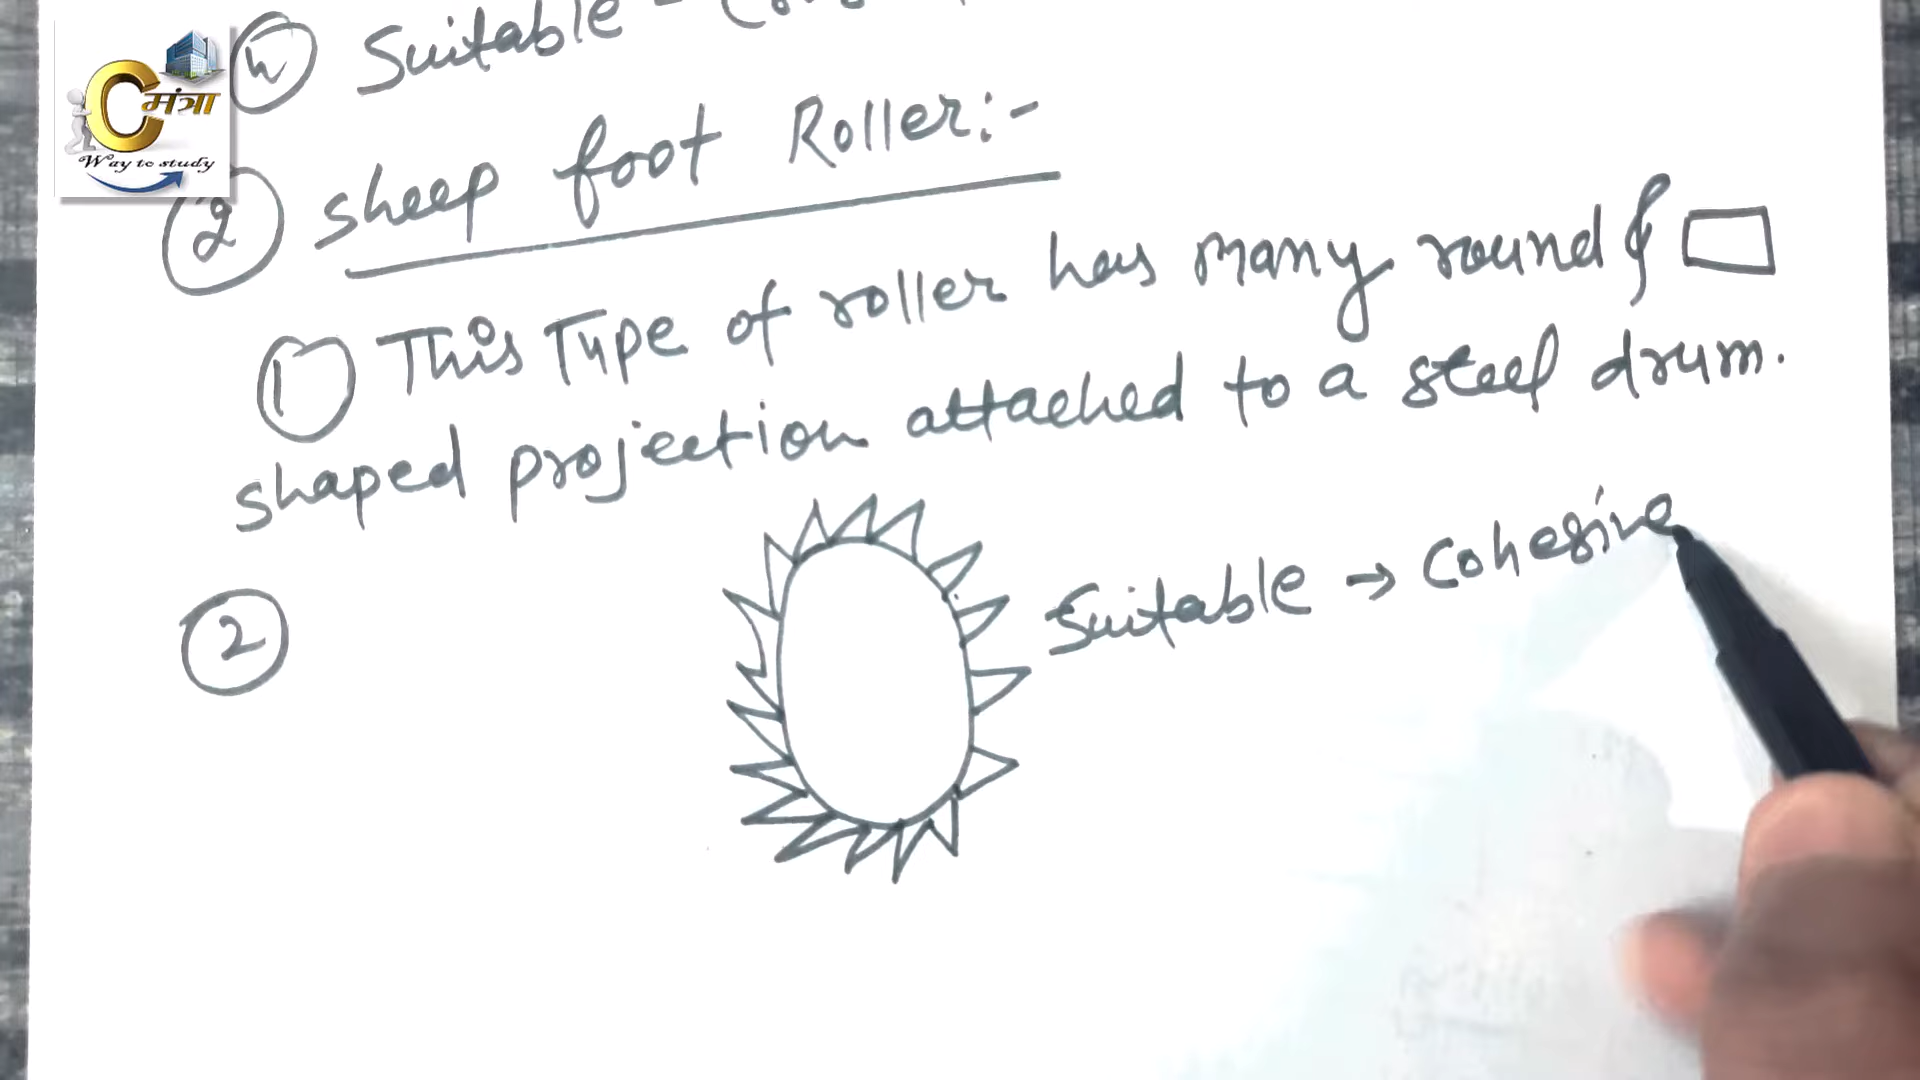 ④ Suitable -
C मंत्रा
Way to study
② sheep foot Roller:-
① This Type of roller has many round & ▭
shaped projection attached to a steel drum.
② Suitable → Cohesive